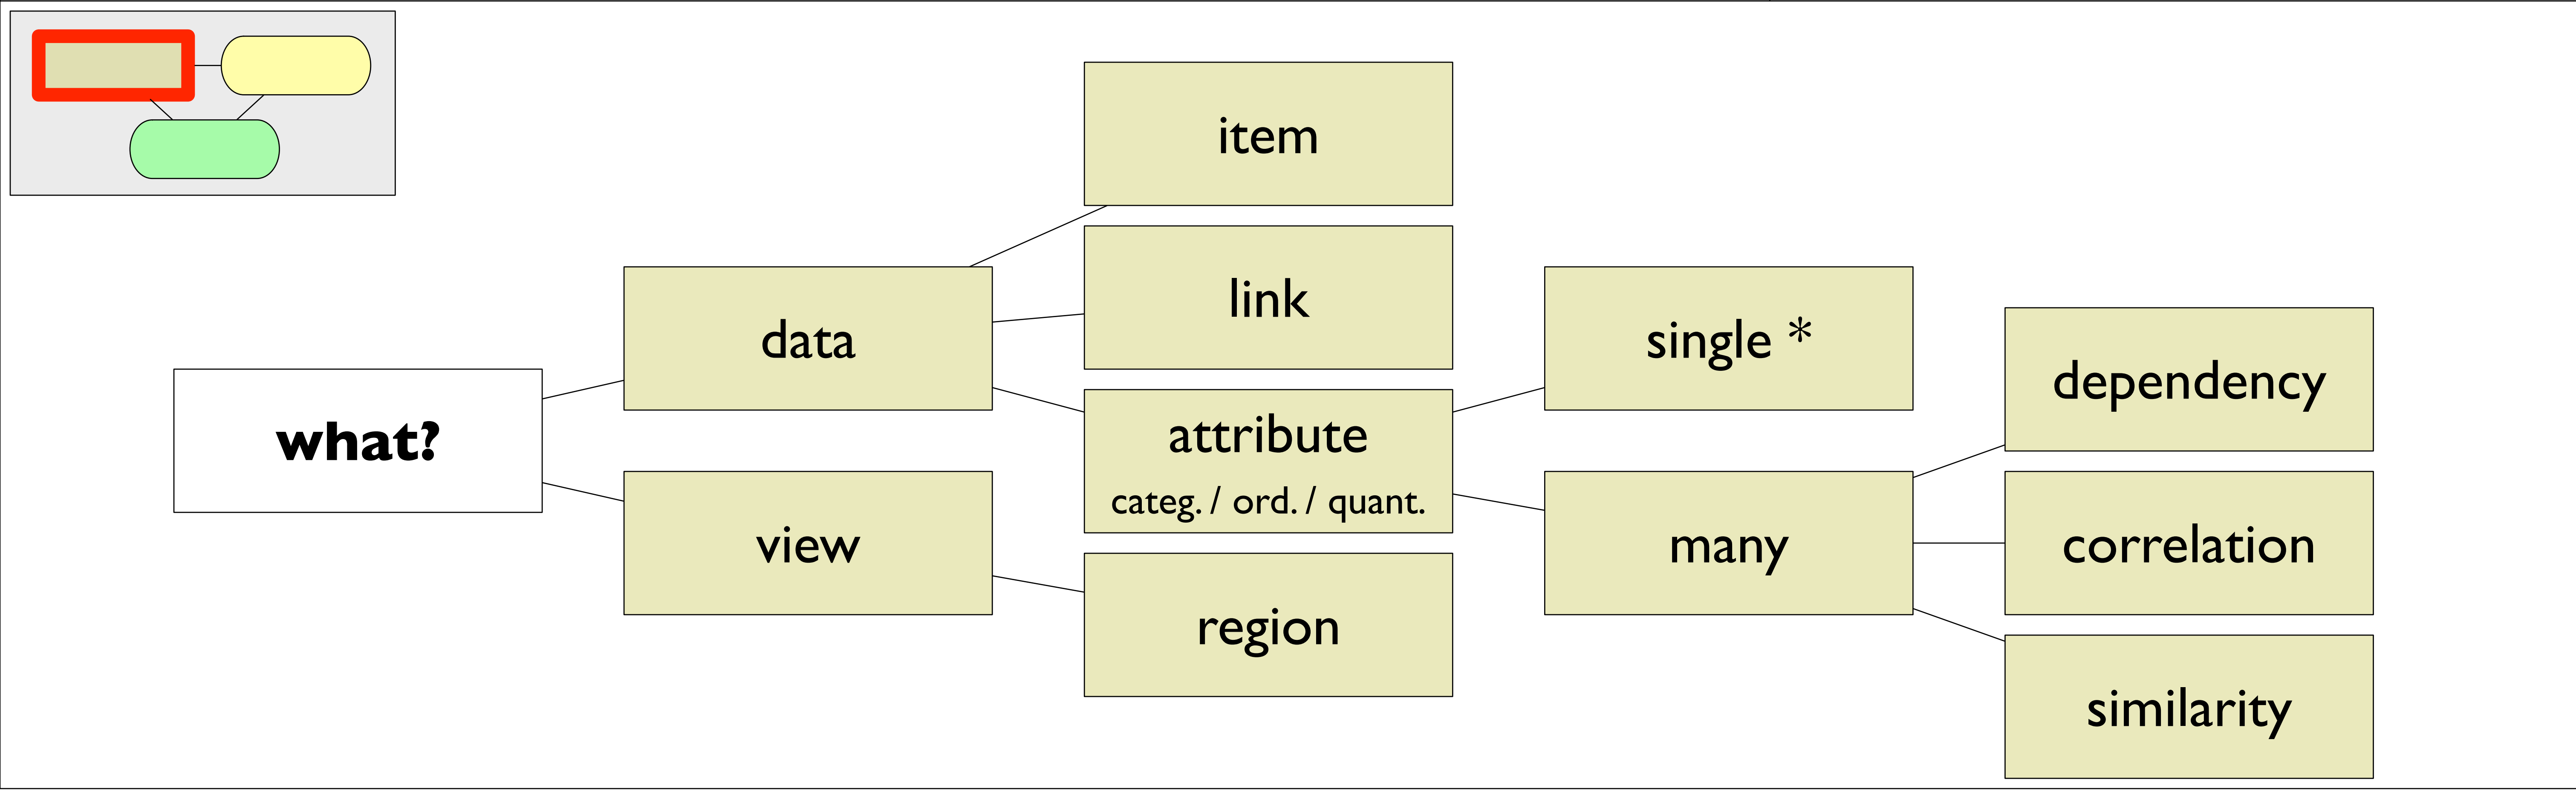 what?
data
view
item
link
attribute
categ. / ord. / quant.
region
single *
many
dependency
correlation
similarity